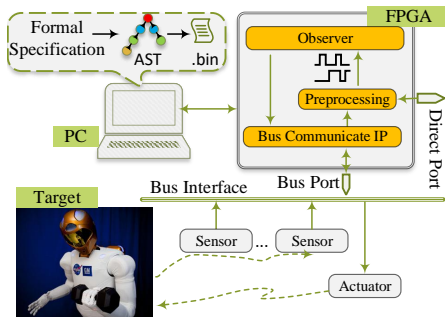 Formal
Specification
AST
.bin
FPGA
Observer
Preprocessing
Bus Communicate IP
Direct Port
PC
Bus Port
Bus Interface
Target
Sensor
...
Sensor
Actuator
GM